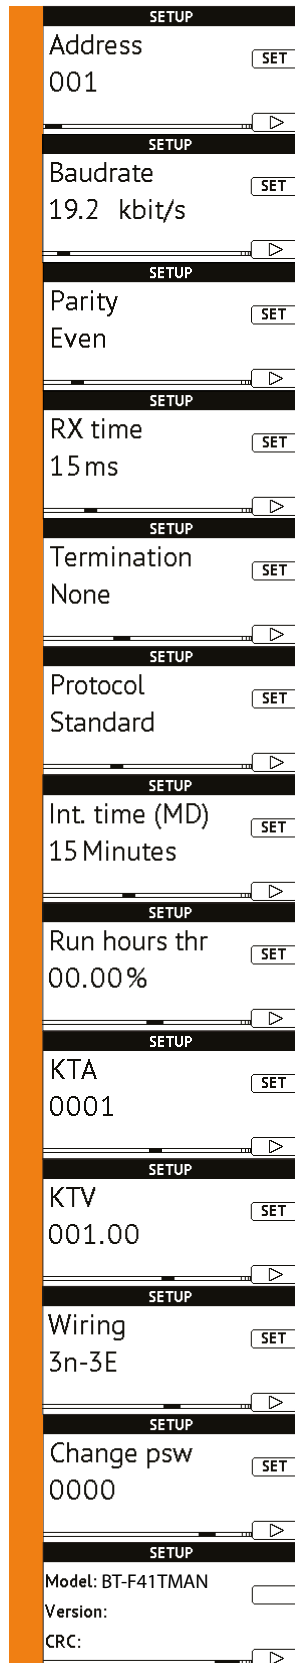 SETUP
Address
SET
001
SETUP
Baudrate
SET
19.2 kbit/s
SETUP
Parity
SET
Even
SETUP
RX time
SET
15 ms
SETUP
Termination
SET
None
SETUP
Protocol
SET
Standard
SETUP
Int. time (MD)
SET
15 Minutes
SETUP
Run hours thr
SET
00.00%
SETUP
KTA
SET
0001
SETUP
KTV
SET
001.00
SETUP
Wiring
SET
3n-3E
SETUP
Change psw
SET
0000
SETUP
Model: BT-F41TMAN
Version:
CRC: